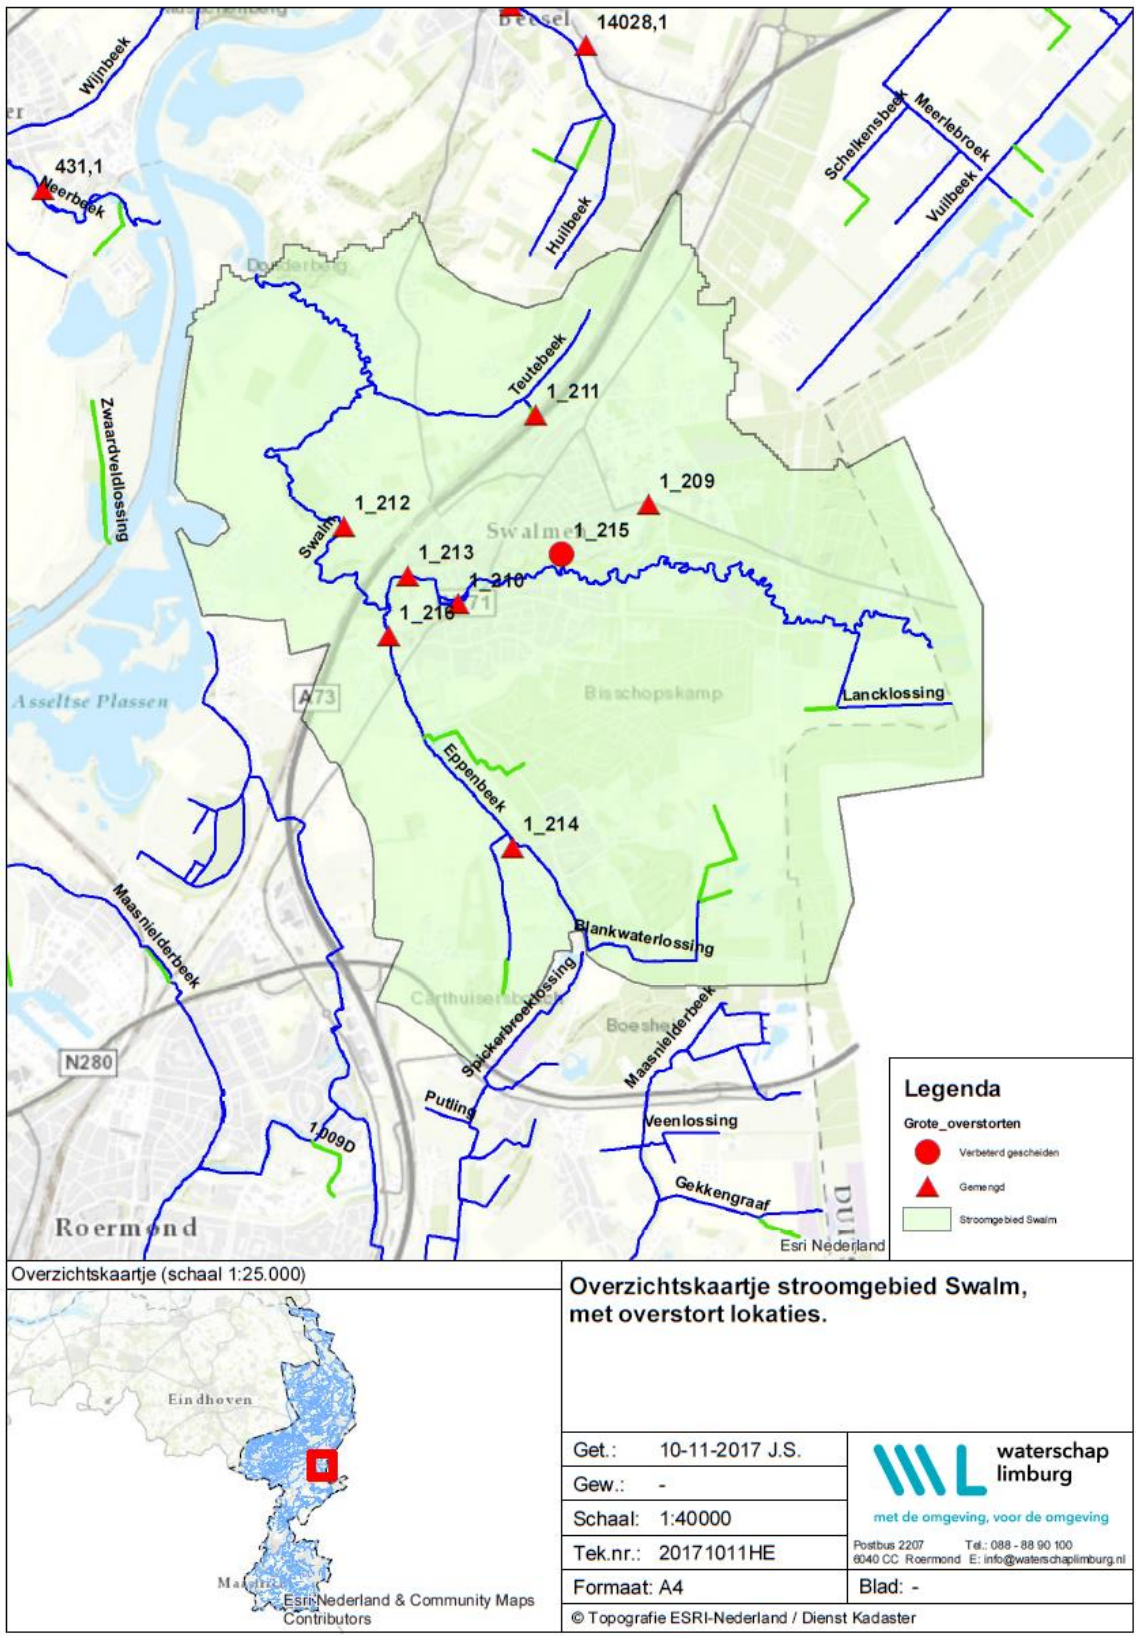 Beesel
14028,1
Wijnbeek
Meerlebroek
Schelkensbeek
431,1
Neerbeek
Vuilbeek
Huilbeek
Donderberg
Teutebeek
1_211
Zwaardveldlossing
1_209
1_212
Swalmen
1_215
Swalm
1_213
1_210
1_216
Asseltse Plassen
A73
Bisschopskamp
Lancklossing
Eppenbeek
1_214
Maasnielderbeek
Blankwaterlossing
Spickerbroeklossing
Maasnielderbeek
N280
Putling
Veenlossing
1.009D
Gekkengraaf
Roermond
Esri Nederland
Legenda
Grote_overstorten
Verbeterd gescheiden
Gemengd
Stroomgebied Swalm
Overzichtskaartje (schaal 1:25.000)
Eindhoven
Esri Nederland & Community Maps
Contributors
Overzichtskaartje stroomgebied Swalm,
met overstort lokaties.
Get.: 10-11-2017 J.S.
Gew.: -
Schaal: 1:40000
Tek.nr.: 20171011HE
Formaat: A4
waterschap
limburg
met de omgeving, voor de omgeving
Postbus 2207 Tel.: 088 - 88 90 100
6040 CC Roermond E: info@waterschaplimburg.nl
Blad: -
© Topografie ESRI-Nederland / Dienst Kadaster